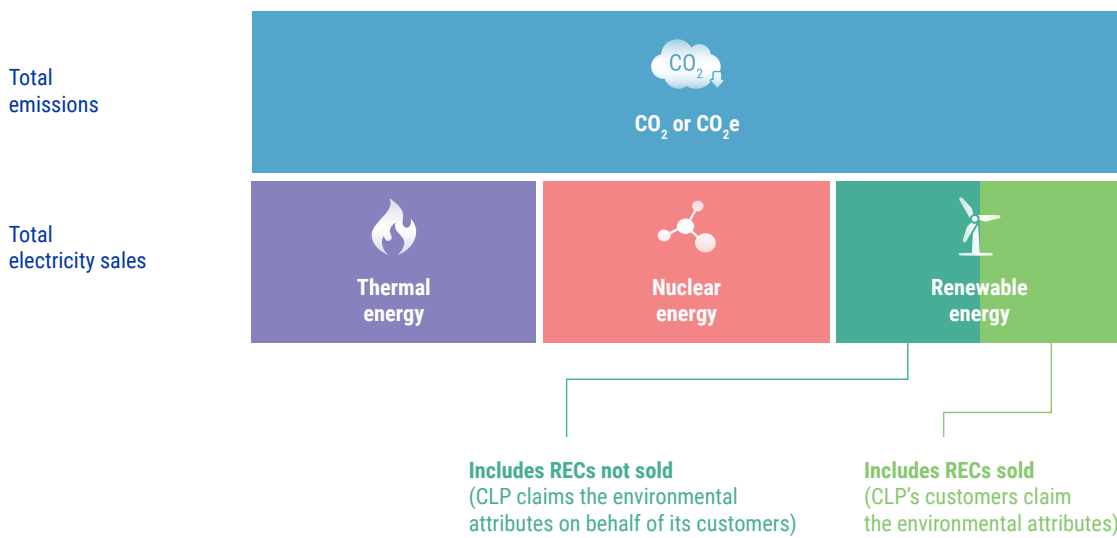 Total
emissions
CO2
CO2 or CO2e
Total
electricity sales
Thermal
energy
Nuclear
energy
Renewable
energy
Includes RECs not sold
(CLP claims the environmental
attributes on behalf of its customers)
Includes RECs sold
(CLP’s customers claim
the environmental attributes)